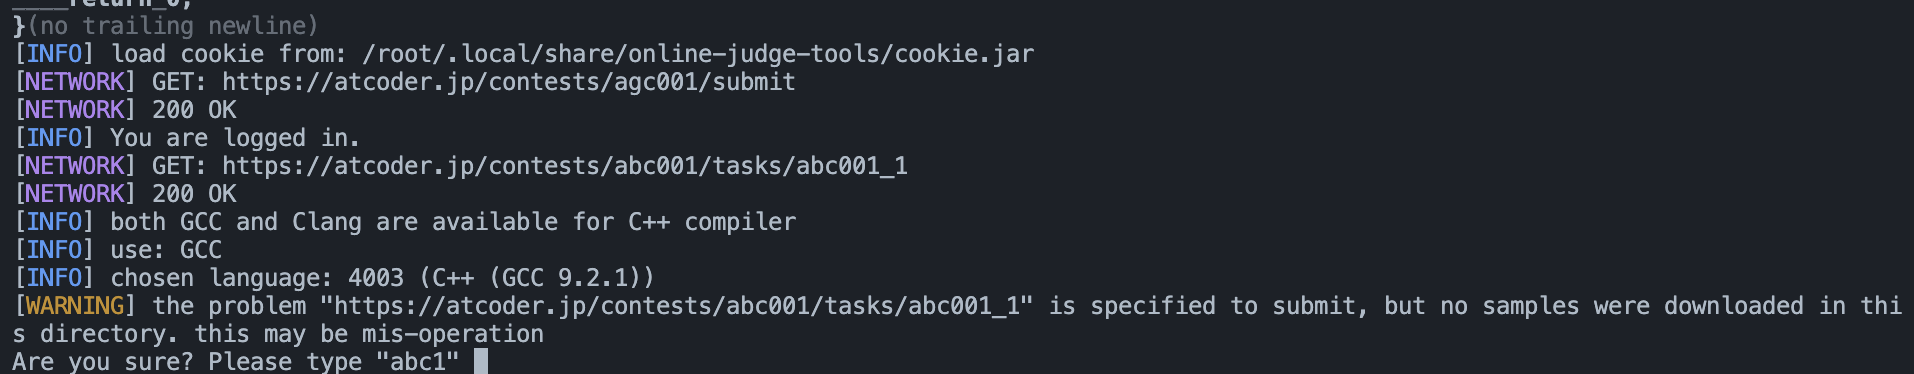 ____return_0;
}(no trailing newline)
[INFO] load cookie from: /root/.local/share/online-judge-tools/cookie.jar
[NETWORK] GET: https://atcoder.jp/contests/agc001/submit
[NETWORK] 200 OK
[INFO] You are logged in.
[NETWORK] GET: https://atcoder.jp/contests/abc001/tasks/abc001_1
[NETWORK] 200 OK
[INFO] both GCC and Clang are available for C++ compiler
[INFO] use: GCC
[INFO] chosen language: 4003 (C++ (GCC 9.2.1))
[WARNING] the problem "https://atcoder.jp/contests/abc001/tasks/abc001_1" is specified to submit, but no samples were downloaded in thi
s directory. this may be mis-operation
Are you sure? Please type "abc1"